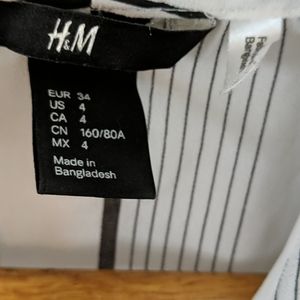 H&M
EUR 34
US 4
CA 4
CN 160/80A
MX 4
Made in
Bangladesh